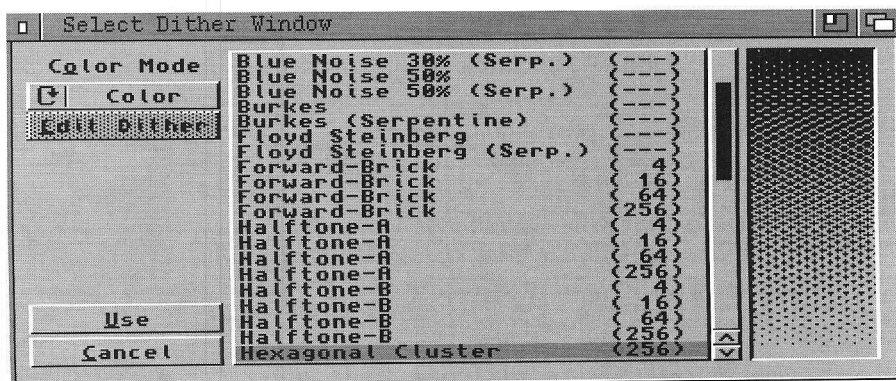 Select Dither Window
Color Mode
Color
Edit Dither
Use
Cancel
Blue Noise 30% (Serp.) (---)
Blue Noise 50% (---)
Blue Noise 50% (Serp.) (---)
Burkes (---)
Burkes (Serpentine) (---)
Floyd Steinberg (---)
Floyd Steinberg (Serp.) (---)
Forward-Brick ( 4)
Forward-Brick ( 16)
Forward-Brick ( 64)
Forward-Brick (256)
Halftone-A ( 4)
Halftone-A ( 16)
Halftone-A ( 64)
Halftone-A (256)
Halftone-B ( 4)
Halftone-B ( 16)
Halftone-B ( 64)
Halftone-B (256)
Hexagonal Cluster (256)